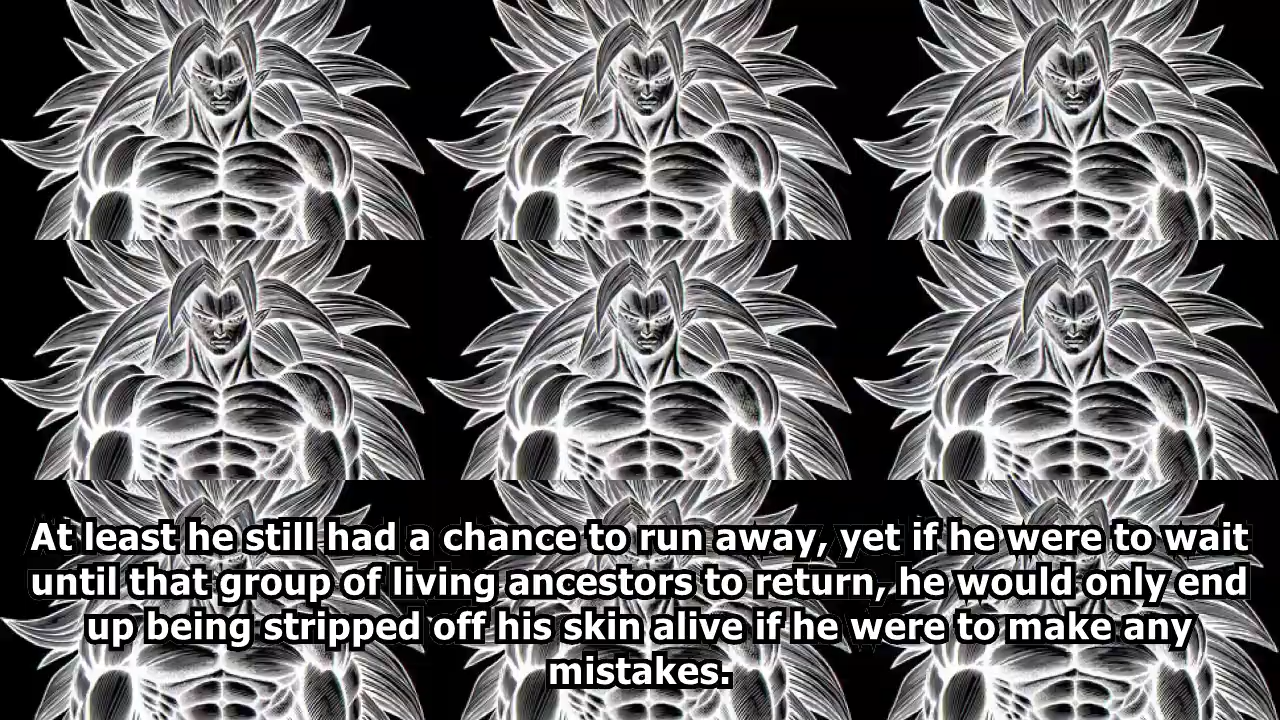 At least he still had a chance to run away, yet if he were to wait
until that group of living ancestors to return, he would only end
up being stripped off his skin alive if he were to make any
mistakes.